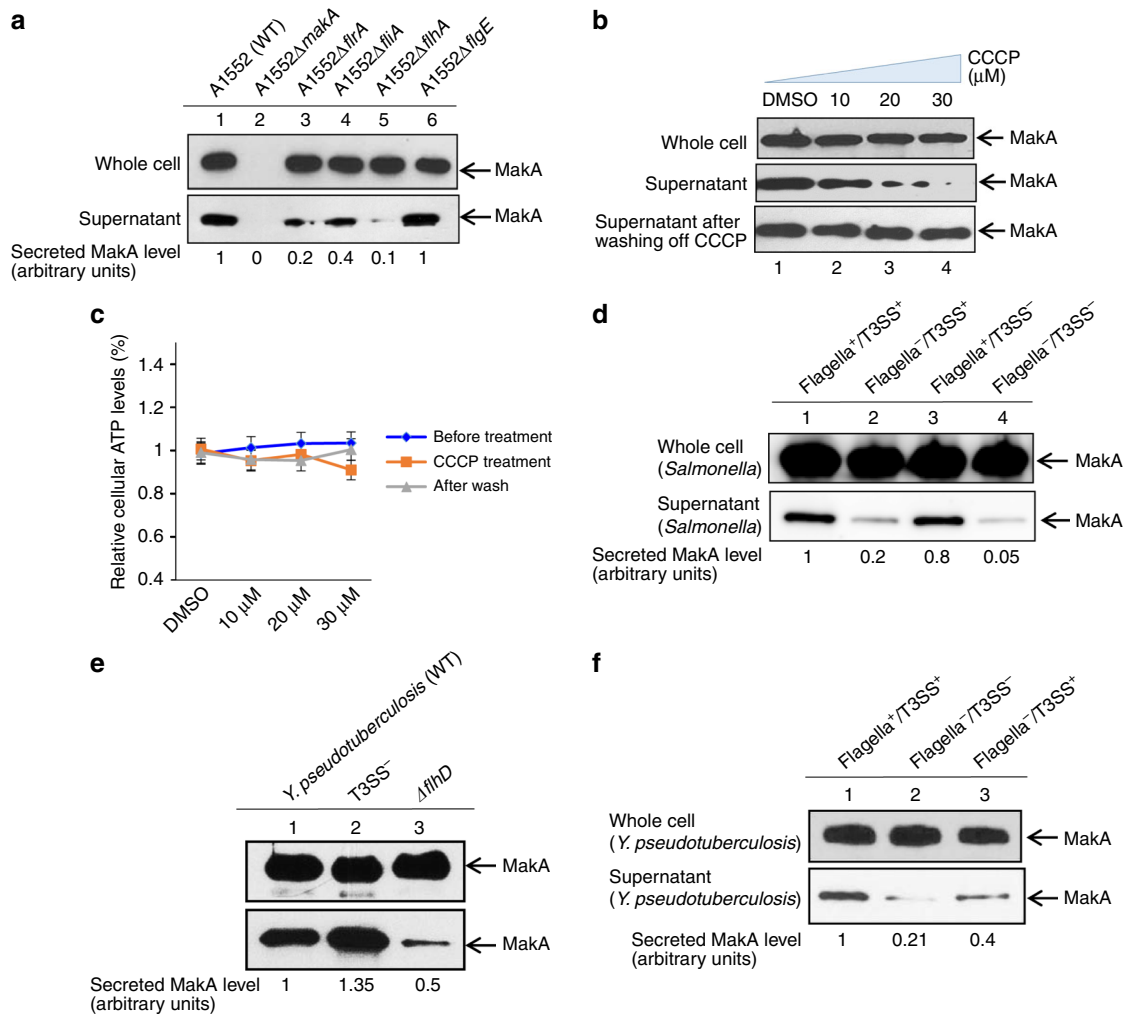 a
A1552 (WT)
A1552ΔmakA
A1552ΔflrA
A1552ΔfliA
A1552ΔflhA
A1552ΔflgE
1 2 3 4 5 6
Whole cell
MakA
Supernatant
MakA
Secreted MakA level
(arbitrary units)
1 0 0.2 0.4 0.1 1
b
CCCP
(μM)
DMSO 10 20 30
Whole cell
MakA
Supernatant
MakA
Supernatant after
washing off CCCP
MakA
1 2 3 4
c
Relative cellular ATP levels (%)
1.4
1.2
1
0.8
0.6
0.4
DMSO
10 μM
20 μM
30 μM
Before treatment
CCCP treatment
After wash
d
Flagella⁺/T3SS⁺
Flagella⁻/T3SS⁺
Flagella⁺/T3SS⁻
Flagella⁻/T3SS⁻
1 2 3 4
Whole cell
(Salmonella)
MakA
Supernatant
(Salmonella)
MakA
Secreted MakA level
(arbitrary units)
1 0.2 0.8 0.05
e
Y. pseudotuberculosis (WT)
T3SS⁻
ΔflhD
1 2 3
MakA
MakA
Secreted MakA level
(arbitrary units)
1 1.35 0.5
f
Flagella⁺/T3SS⁺
Flagella⁻/T3SS⁻
Flagella⁻/T3SS⁺
1 2 3
Whole cell
(Y. pseudotuberculosis)
MakA
Supernatant
(Y. pseudotuberculosis)
MakA
Secreted MakA level
(arbitrary units)
1 0.21 0.4